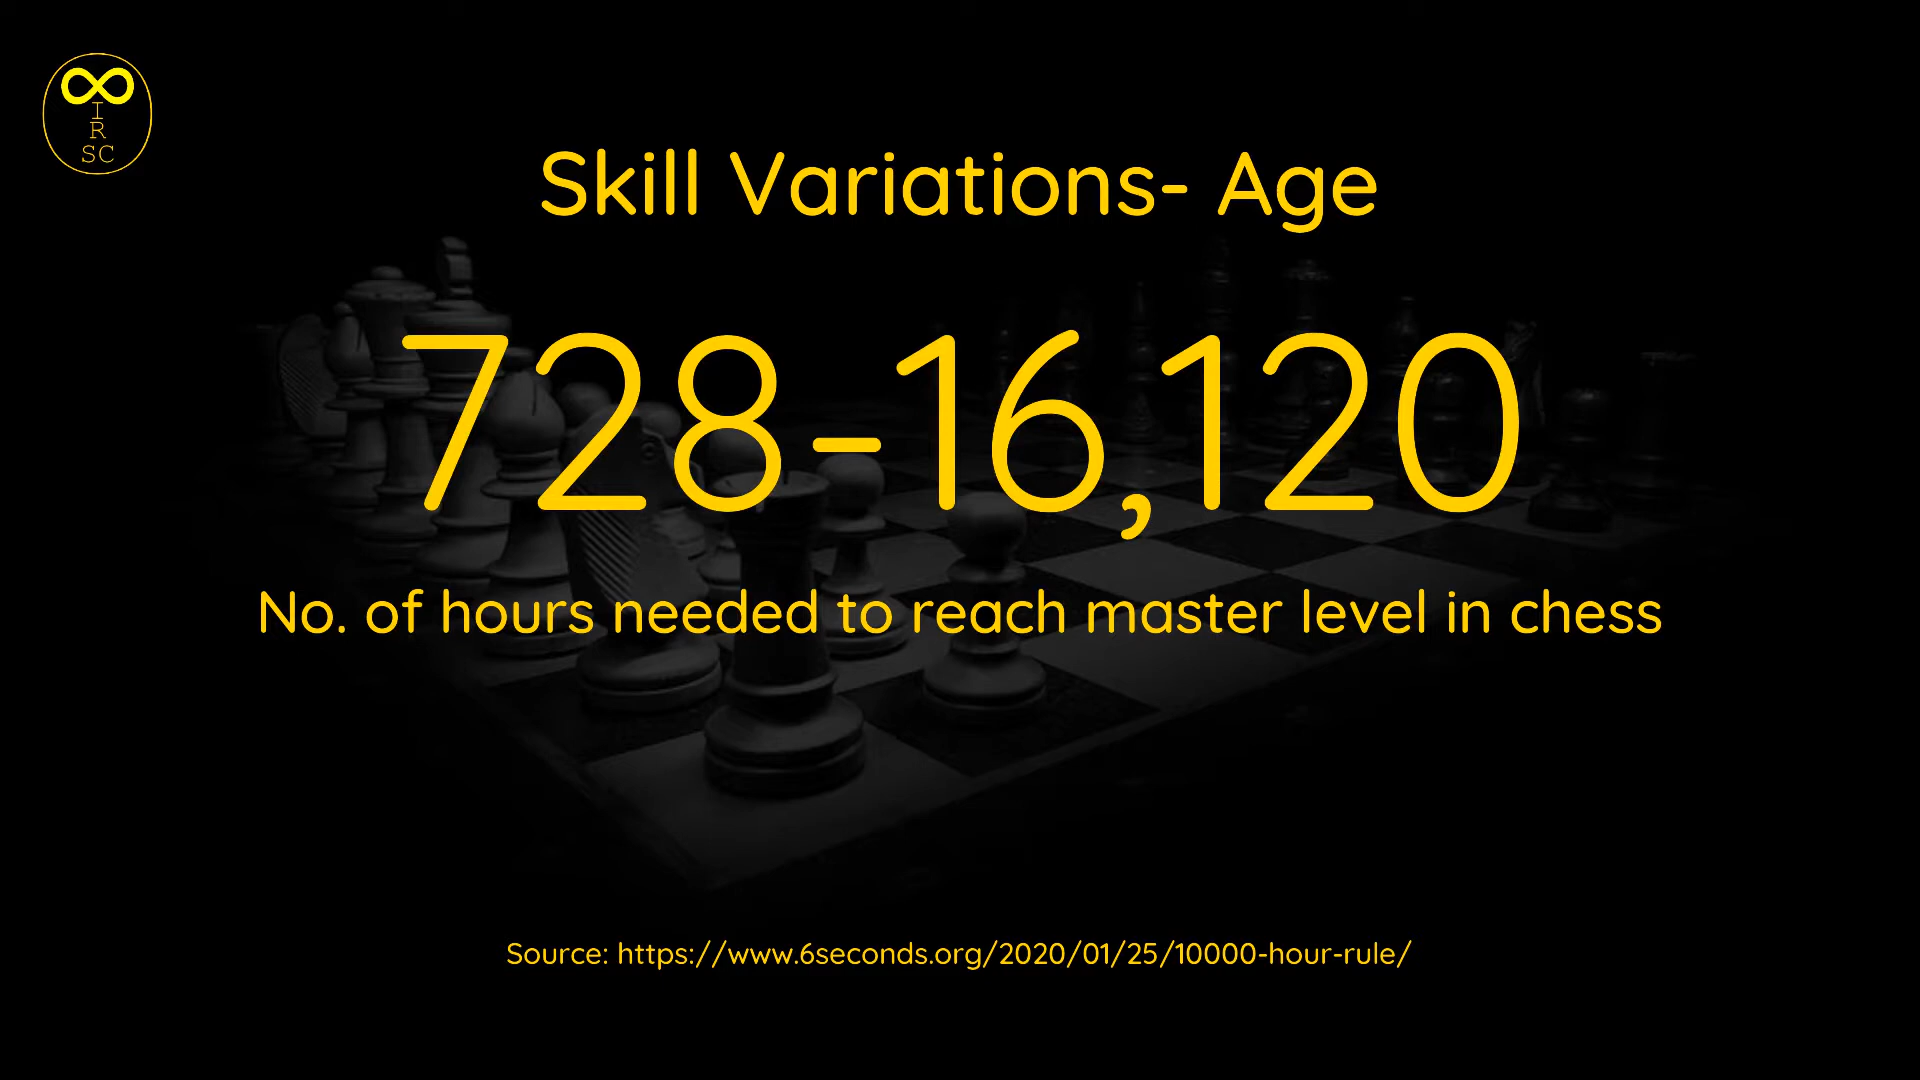 ∞
I
R
SC
Skill Variations- Age
728-16,120
No. of hours needed to reach master level in chess
Source: https://www.6seconds.org/2020/01/25/10000-hour-rule/